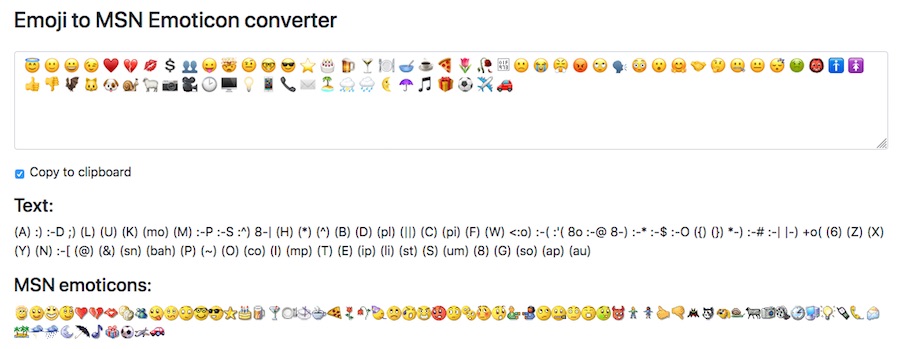 Emoji to MSN Emoticon converter
Copy to clipboard
Text:
(A) :) :-D ;) (L) (U) (K) (mo) (M) :-P :-S :^) 8-| (H) (*) (^) (B) (D) (pl) (||) (C) (pi) (F) (W) <:o) :-( :'( 8o :-@ 8-) :-* :-$ :-O ({) (}) *-) :-# :-| |-) +o( (6) (Z) (X)
(Y) (N) :-[ (@) (&) (sn) (bah) (P) (~) (O) (co) (I) (mp) (T) (E) (ip) (li) (st) (S) (um) (8) (G) (so) (ap) (au)
MSN emoticons: